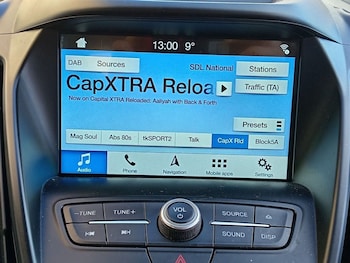 13:00 9°
DAB Sources SDL National Stations
CapXTRA Reloa Traffic (TA)
Now on Capital XTRA Reloaded: Aaliyah with Black & Forth
Presets
Mag Soul Abs 80s tkSPORT2 Talk CapX Rld Block5A
Audio Phone Navigation Mobile apps Settings
– TUNE TUNE + VOL SOURCE
SOUND DISP